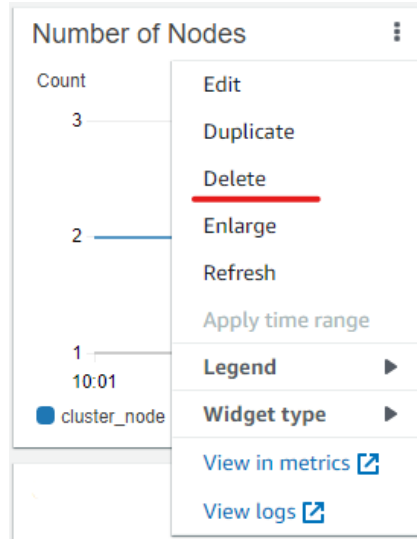 Number of Nodes
Count
3
2
1
10:01
cluster_node
Edit
Duplicate
Delete
Enlarge
Refresh
Apply time range
Legend
Widget type
View in metrics
View logs